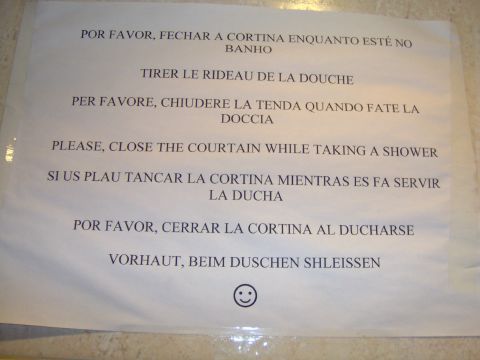 POR FAVOR, FECHAR A CORTINA ENQUANTO ESTÉ NO
BANHO
TIRER LE RIDEAU DE LA DOUCHE
PER FAVORE, CHIUDERE LA TENDA QUANDO FATE LA
DOCCIA
PLEASE, CLOSE THE COURTAIN WHILE TAKING A SHOWER
SI US PLAU TANCAR LA CORTINA MIENTRAS ES FA SERVIR
LA DUCHA
POR FAVOR, CERRAR LA CORTINA AL DUCHARSE
VORHAUT, BEIM DUSCHEN SHLEISSEN